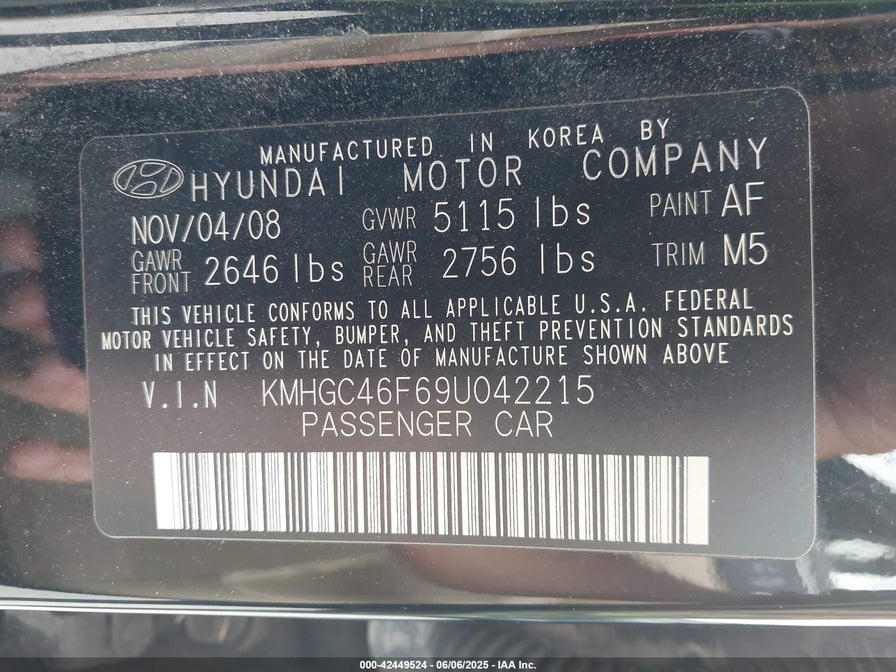 MANUFACTURED IN KOREA BY
HYUNDAI MOTOR COMPANY
NOV/04/08 GVWR 5115 lbs PAINT AF
GAWR FRONT 2646 lbs GAWR REAR 2756 lbs TRIM M5
THIS VEHICLE CONFORMS TO ALL APPLICABLE U.S.A. FEDERAL
MOTOR VEHICLE SAFETY, BUMPER, AND THEFT PREVENTION STANDARDS
IN EFFECT ON THE DATE OF MANUFACTURE SHOWN ABOVE
V.I.N KMHGC46F69U042215
PASSENGER CAR
000-42449524 - 06/06/2025 - IAA Inc.